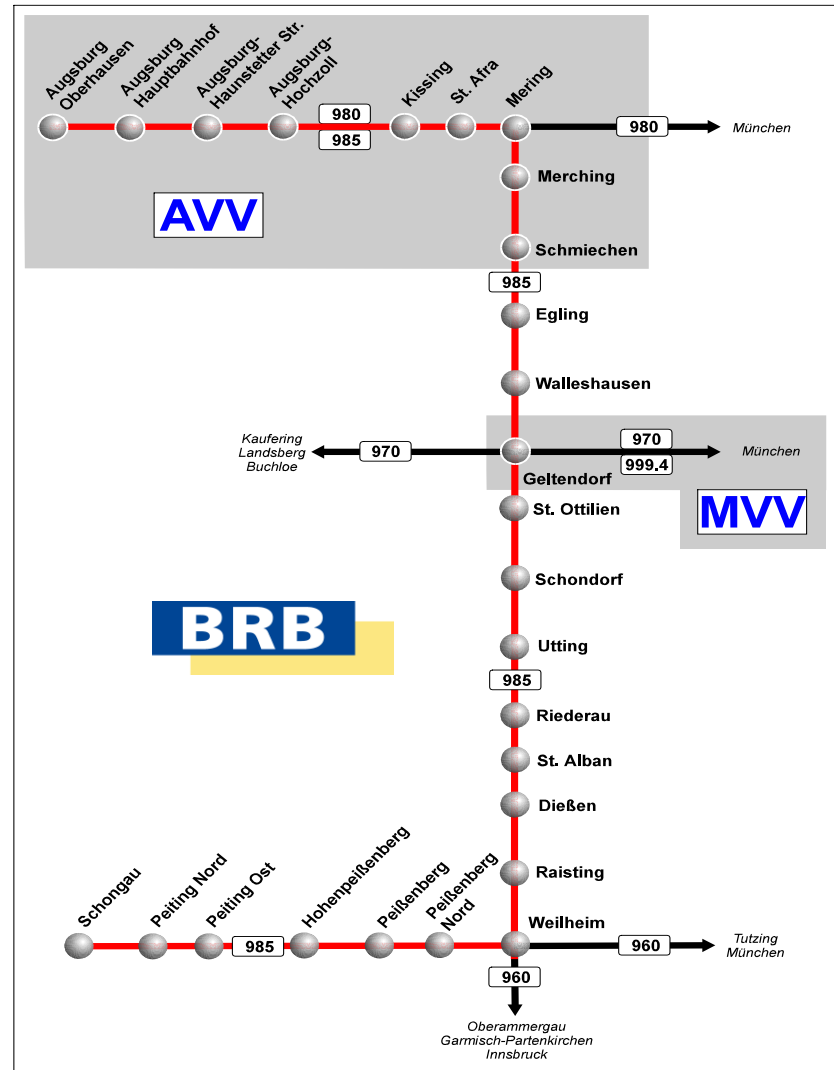 Augsburg
Oberhausen
Augsburg
Hauptbahnhof
Augsburg-
Haunstetter Str.
Augsburg-
Hochzoll
Kissing
St. Afra
Mering
980
985
980
München
Merching
AVV
Schmiechen
985
Egling
Walleshausen
Kaufering
Landsberg
Buchloe
970
970
999.4
München
Geltendorf
MVV
St. Ottilien
Schondorf
BRB
Utting
985
Riederau
St. Alban
Dießen
Raisting
Schongau
Peiting Nord
Peiting Ost
Hohenpeißenberg
Peißenberg
Peißenberg
Nord
Weilheim
985
960
Tutzing
München
960
Oberammergau
Garmisch-Partenkirchen
Innsbruck